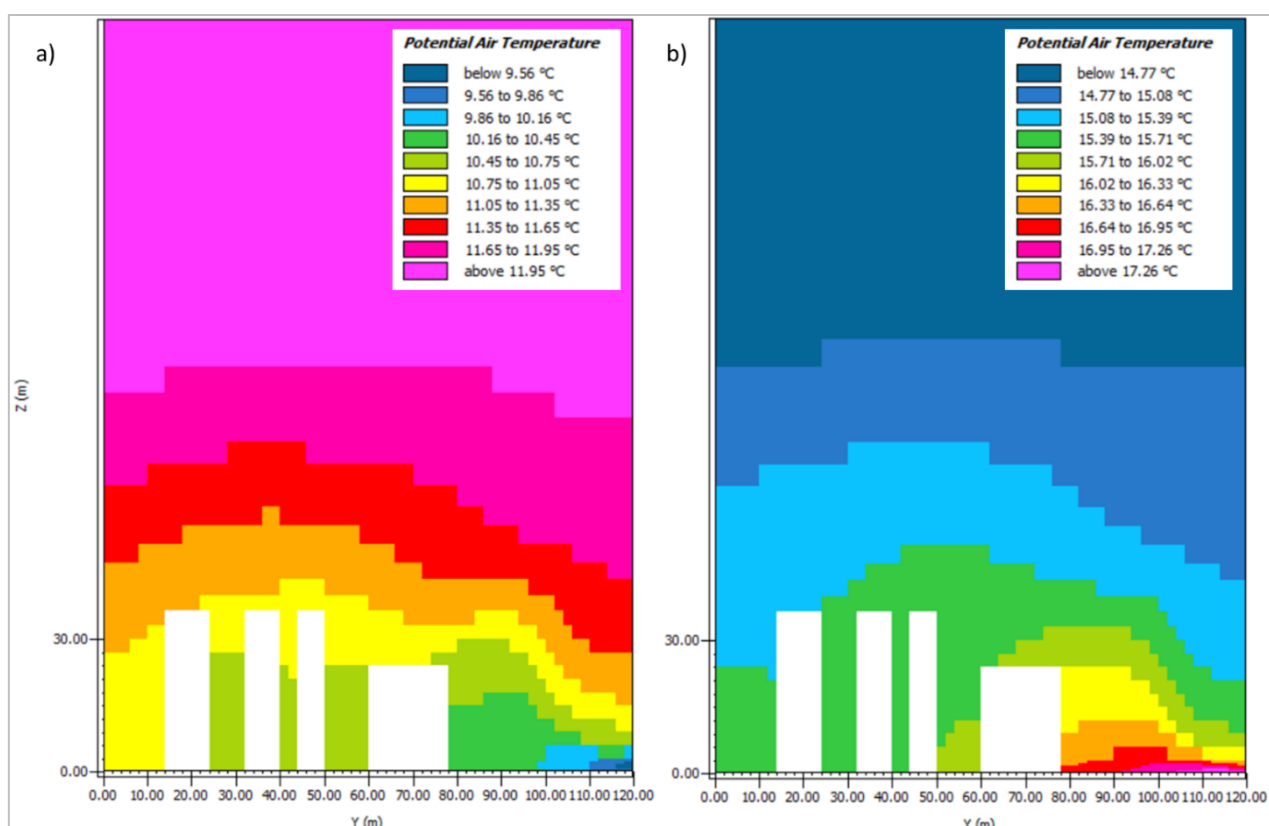 a)
Potential Air Temperature
below 9.56 °C
9.56 to 9.86 °C
9.86 to 10.16 °C
10.16 to 10.45 °C
10.45 to 10.75 °C
10.75 to 11.05 °C
11.05 to 11.35 °C
11.35 to 11.65 °C
11.65 to 11.95 °C
above 11.95 °C
Z (m)
30.00
0.00
0.00 10.00 20.00 30.00 40.00 50.00 60.00 70.00 80.00 90.00 100.00 110.00 120.00
Y (m)
b)
Potential Air Temperature
below 14.77 °C
14.77 to 15.08 °C
15.08 to 15.39 °C
15.39 to 15.71 °C
15.71 to 16.02 °C
16.02 to 16.33 °C
16.33 to 16.64 °C
16.64 to 16.95 °C
16.95 to 17.26 °C
above 17.26 °C
30.00
0.00
0.00 10.00 20.00 30.00 40.00 50.00 60.00 70.00 80.00 90.00 100.00 110.00 120.00
Y (m)